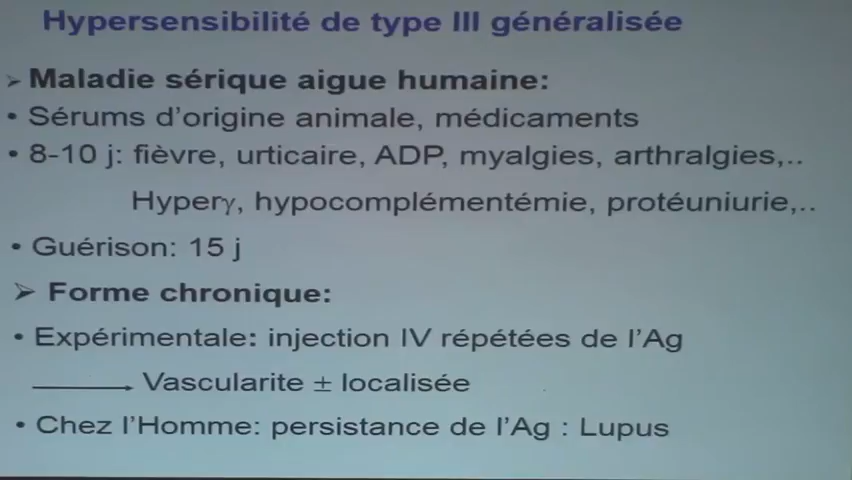 Hypersensibilité de type III généralisée
➢ Maladie sérique aigue humaine:
• Sérums d'origine animale, médicaments
• 8-10 j: fièvre, urticaire, ADP, myalgies, arthralgies,..
Hyperγ, hypocomplémentémie, protéuniurie,..
• Guérison: 15 j
➢ Forme chronique:
• Expérimentale: injection IV répétées de l'Ag
Vascularite ± localisée
• Chez l'Homme: persistance de l'Ag : Lupus